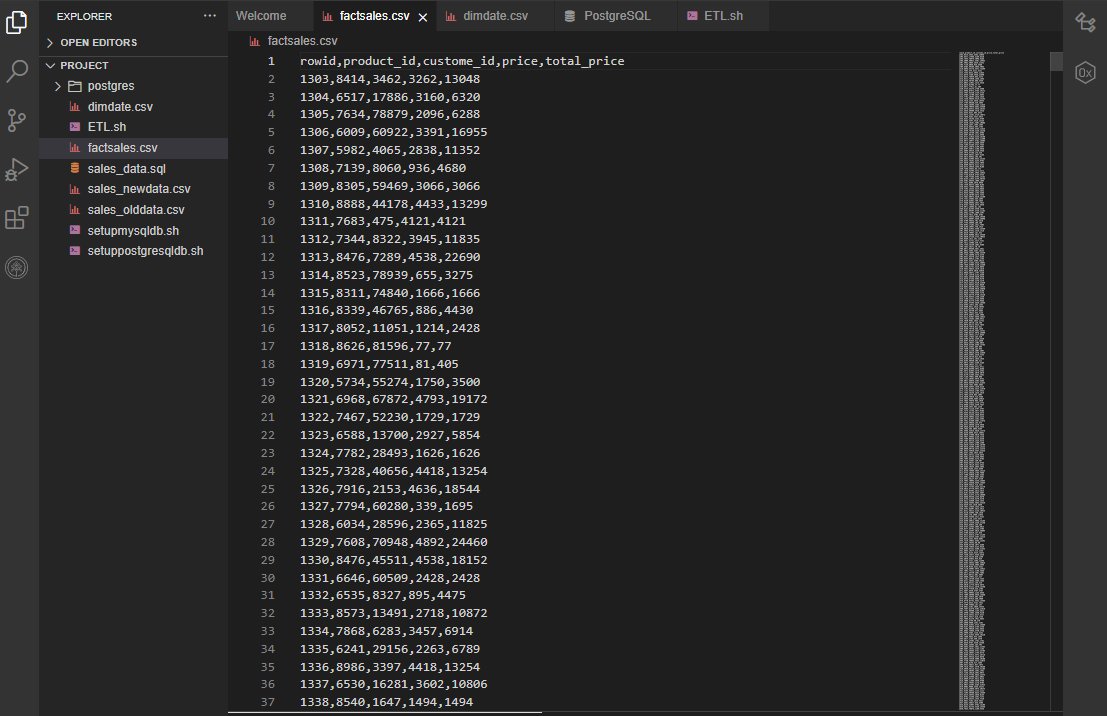 EXPLORER
OPEN EDITORS
PROJECT
postgres
dimdate.csv
ETL.sh
factsales.csv
sales_data.sql
sales_newdata.csv
sales_olddata.csv
setupmysqldb.sh
setuppostgresqldb.sh
Welcome factsales.csv dimdate.csv PostgreSQL ETL.sh
factsales.csv
1 rowid,product_id,custome_id,price,total_price
2 1303,8414,3462,3262,13048
3 1304,6517,17886,3160,6320
4 1305,7634,78879,2096,6288
5 1306,6009,60922,3391,16955
6 1307,5982,4065,2838,11352
7 1308,7139,8060,936,4680
8 1309,8305,59469,3066,3066
9 1310,8888,44178,4433,13299
10 1311,7683,475,4121,4121
11 1312,7344,8322,3945,11835
12 1313,8476,7289,4538,22690
13 1314,8523,78939,655,3275
14 1315,8311,74840,1666,1666
15 1316,8339,46765,886,4430
16 1317,8052,11051,1214,2428
17 1318,8626,81596,77,77
18 1319,6971,77511,81,405
19 1320,5734,55274,1750,3500
20 1321,6968,67872,4793,19172
21 1322,7467,52230,1729,1729
22 1323,6588,13700,2927,5854
23 1324,7782,28493,1626,1626
24 1325,7328,40656,4418,13254
25 1326,7916,2153,4636,18544
26 1327,7794,60280,339,1695
27 1328,6034,28596,2365,11825
28 1329,7608,70948,4892,24460
29 1330,8476,45511,4538,18152
30 1331,6646,60509,2428,2428
31 1332,6535,8327,895,4475
32 1333,8573,13491,2718,10872
33 1334,7868,6283,3457,6914
34 1335,6241,29156,2263,6789
35 1336,8986,3397,4418,13254
36 1337,6530,16281,3602,10806
37 1338,8540,1647,1494,1494
0x